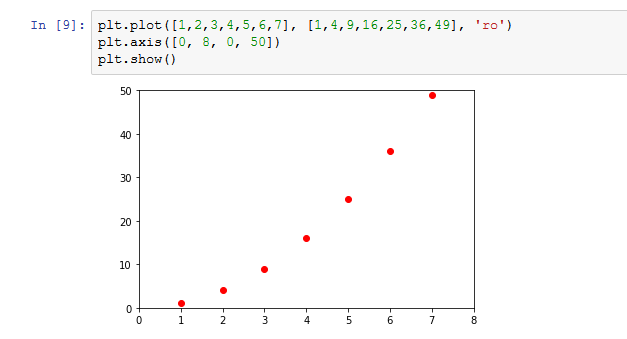 In [9]: plt.plot([1,2,3,4,5,6,7], [1,4,9,16,25,36,49], 'ro')
plt.axis([0, 8, 0, 50])
plt.show()
50
40
30
20
10
0
0 1 2 3 4 5 6 7 8